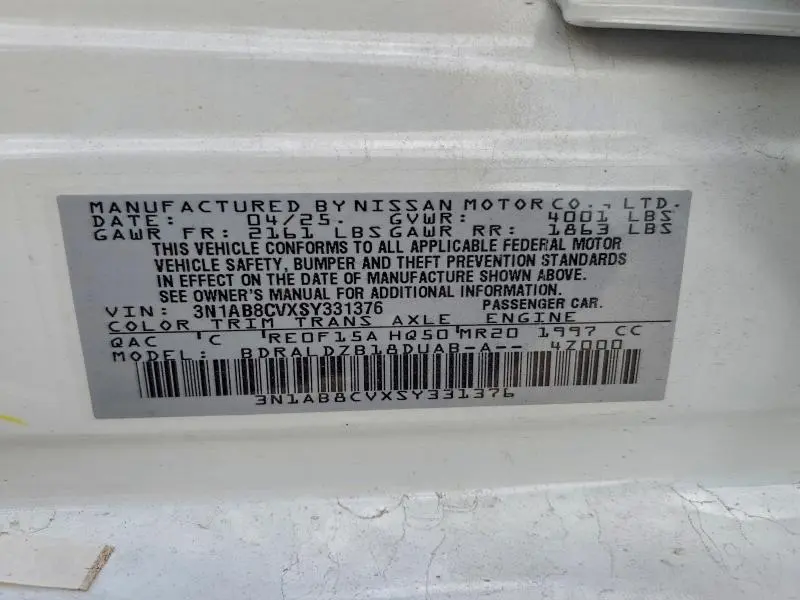 MANUFACTURED BY NISSAN MOTOR CO., LTD.
DATE: 04/25. GVWR: 4001 LBS
GAWR FR: 2161 LBS GAWR RR: 1863 LBS
THIS VEHICLE CONFORMS TO ALL APPLICABLE FEDERAL MOTOR
VEHICLE SAFETY, BUMPER AND THEFT PREVENTION STANDARDS
IN EFFECT ON THE DATE OF MANUFACTURE SHOWN ABOVE.
SEE OWNER'S MANUAL FOR ADDITIONAL INFORMATION.
VIN: 3N1AB8CVXSY331376 PASSENGER CAR.
COLOR TRIM TRANS AXLE ENGINE
QAC C RE0F15A HQ50 MR20 1997 CC
MODEL: BDRALDZB18DUAB-A-- 4Z000
3N1AB8CVXSY331376